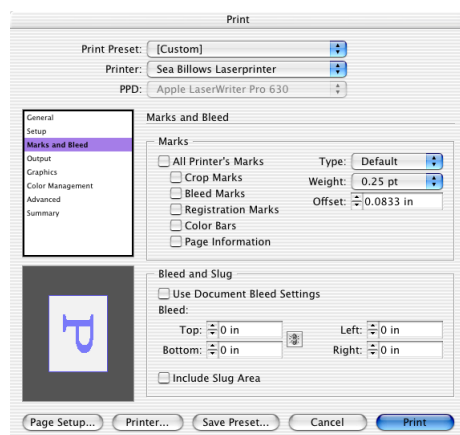 Print
Print Preset: [Custom]
Printer: Sea Billows Laserprinter
PPD: Apple LaserWriter Pro 630
General
Setup
Marks and Bleed
Output
Graphics
Color Management
Advanced
Summary
Marks and Bleed
Marks
All Printer's Marks
Crop Marks
Bleed Marks
Registration Marks
Color Bars
Page Information
Type: Default
Weight: 0.25 pt
Offset: 0.0833 in
Bleed and Slug
Use Document Bleed Settings
Bleed:
Top: 0 in Left: 0 in
Bottom: 0 in Right: 0 in
Include Slug Area
P
Page Setup... Printer... Save Preset... Cancel Print